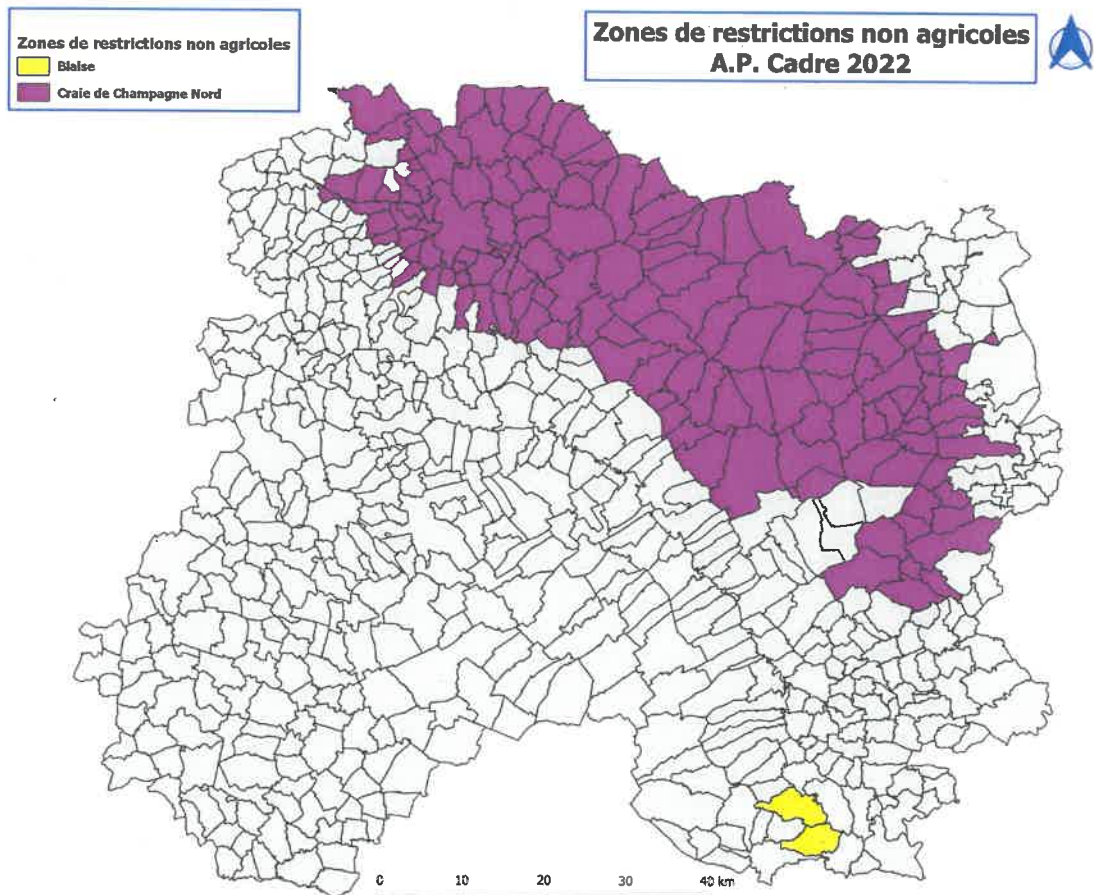 Zones de restrictions non agricoles
Blaise
Craie de Champagne Nord
Zones de restrictions non agricoles
A.P. Cadre 2022
0 10 20 30 40 km